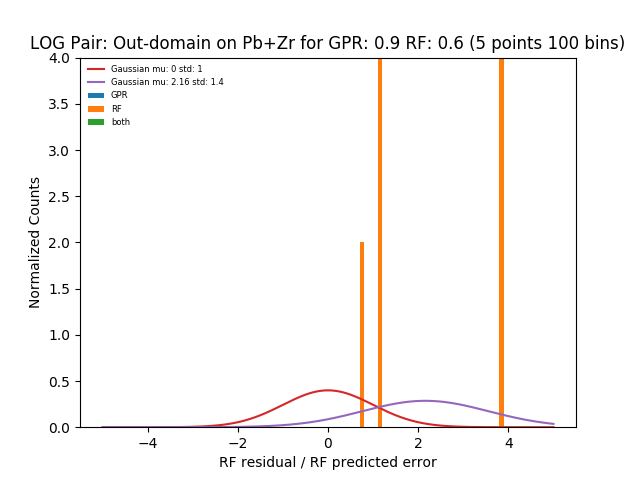 LOG Pair: Out-domain on Pb+Zr for GPR: 0.9 RF: 0.6 (5 points 100 bins)
Gaussian mu: 0 std: 1
Gaussian mu: 2.16 std: 1.4
GPR
RF
both
4.0
3.5
3.0
2.5
2.0
1.5
1.0
0.5
0.0
Normalized Counts
−4
−2
0
2
4
RF residual / RF predicted error